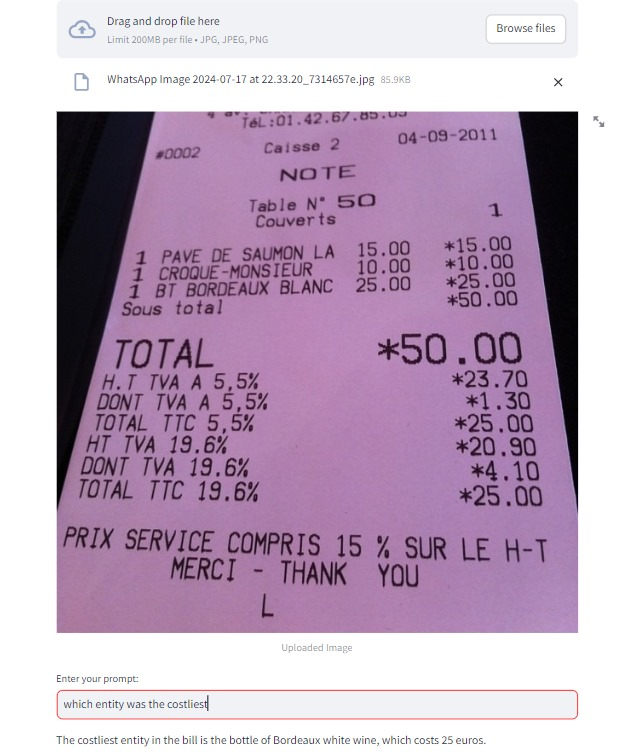 Drag and drop file here
Limit 200MB per file • JPG, JPEG, PNG
Browse files
WhatsApp Image 2024-07-17 at 22.33.20_7314657e.jpg 85.9KB
TéL:01.42.67.85.05
#0002 Caisse 2 04-09-2011
NOTE
Table N° 50
Couverts 1
1 PAVE DE SAUMON LA 15.00 *15.00
1 CROQUE-MONSIEUR 10.00 *10.00
1 BT BORDEAUX BLANC 25.00 *25.00
Sous total *50.00
TOTAL *50.00
H.T TVA A 5,5% *23.70
DONT TVA A 5,5% *1.30
TOTAL TTC 5,5% *25.00
HT TVA 19.6% *20.90
DONT TVA 19.6% *4.10
TOTAL TTC 19.6% *25.00
PRIX SERVICE COMPRIS 15 % SUR LE H-T
MERCI - THANK YOU
L
Uploaded Image
Enter your prompt:
which entity was the costliest
The costliest entity in the bill is the bottle of Bordeaux white wine, which costs 25 euros.